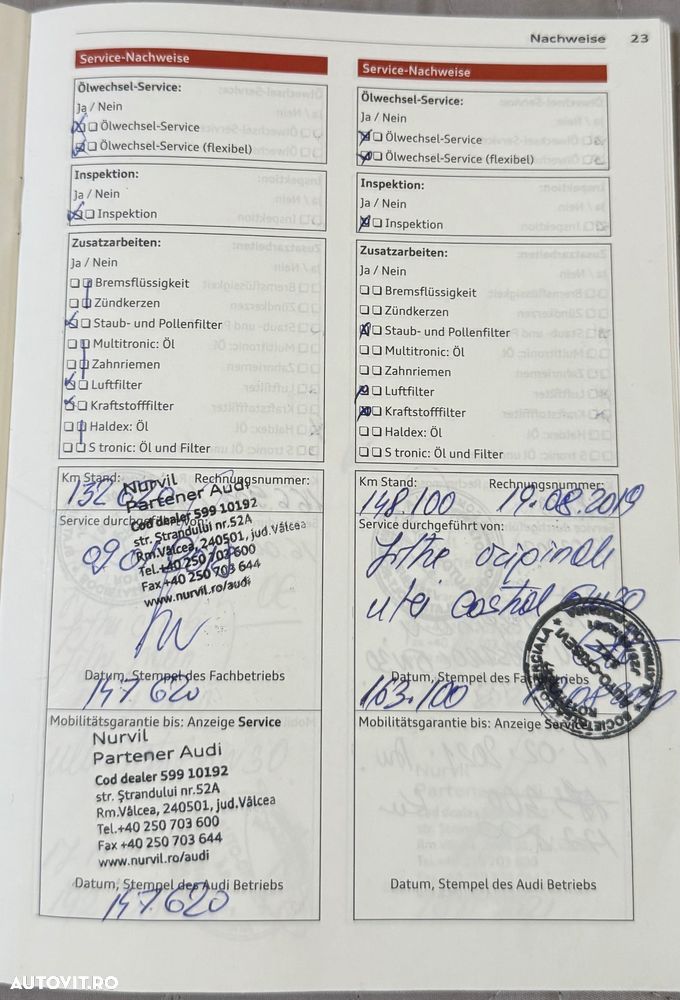 Nachweise 23
Service-Nachweise
Ölwechsel-Service:
Ja / Nein
Ölwechsel-Service
Ölwechsel-Service (flexibel)
Inspektion:
Ja / Nein
Inspektion
Zusatzarbeiten:
Ja / Nein
Bremsflüssigkeit
Zündkerzen
Staub- und Pollenfilter
Multitronic: Öl
Zahnriemen
Luftfilter
Kraftstofffilter
Haldex: Öl
S tronic: Öl und Filter
Km Stand: Rechnungsnummer:
132 620
Nurvil
Partener Audi
Cod dealer 599 10192
str. Strandului nr.52A
Rm.Vâlcea, 240501, jud.Vâlcea
Tel.+40 250 703 600
Fax +40 250 703 644
www.nurvil.ro/audi
Service durchgeführt von:
Datum, Stempel des Fachbetriebs
147.620
Mobilitätsgarantie bis: Anzeige Service
Nurvil
Partener Audi
Cod dealer 599 10192
str. Ştrandului nr.52A
Rm.Vâlcea, 240501, jud.Vâlcea
Tel.+40 250 703 600
Fax +40 250 703 644
www.nurvil.ro/audi
Datum, Stempel des Audi Betriebs
147.620
Service-Nachweise
Ölwechsel-Service:
Ja / Nein
Ölwechsel-Service
Ölwechsel-Service (flexibel)
Inspektion:
Ja / Nein
Inspektion
Zusatzarbeiten:
Ja / Nein
Bremsflüssigkeit
Zündkerzen
Staub- und Pollenfilter
Multitronic: Öl
Zahnriemen
Luftfilter
Kraftstofffilter
Haldex: Öl
S tronic: Öl und Filter
Km Stand: Rechnungsnummer:
148.100 19.08.2019
Service durchgeführt von:
originale
castrol
Datum, Stempel des Fachbetriebs
163.100
Mobilitätsgarantie bis: Anzeige Service
Datum, Stempel des Audi Betriebs
AUTOVIT.RO